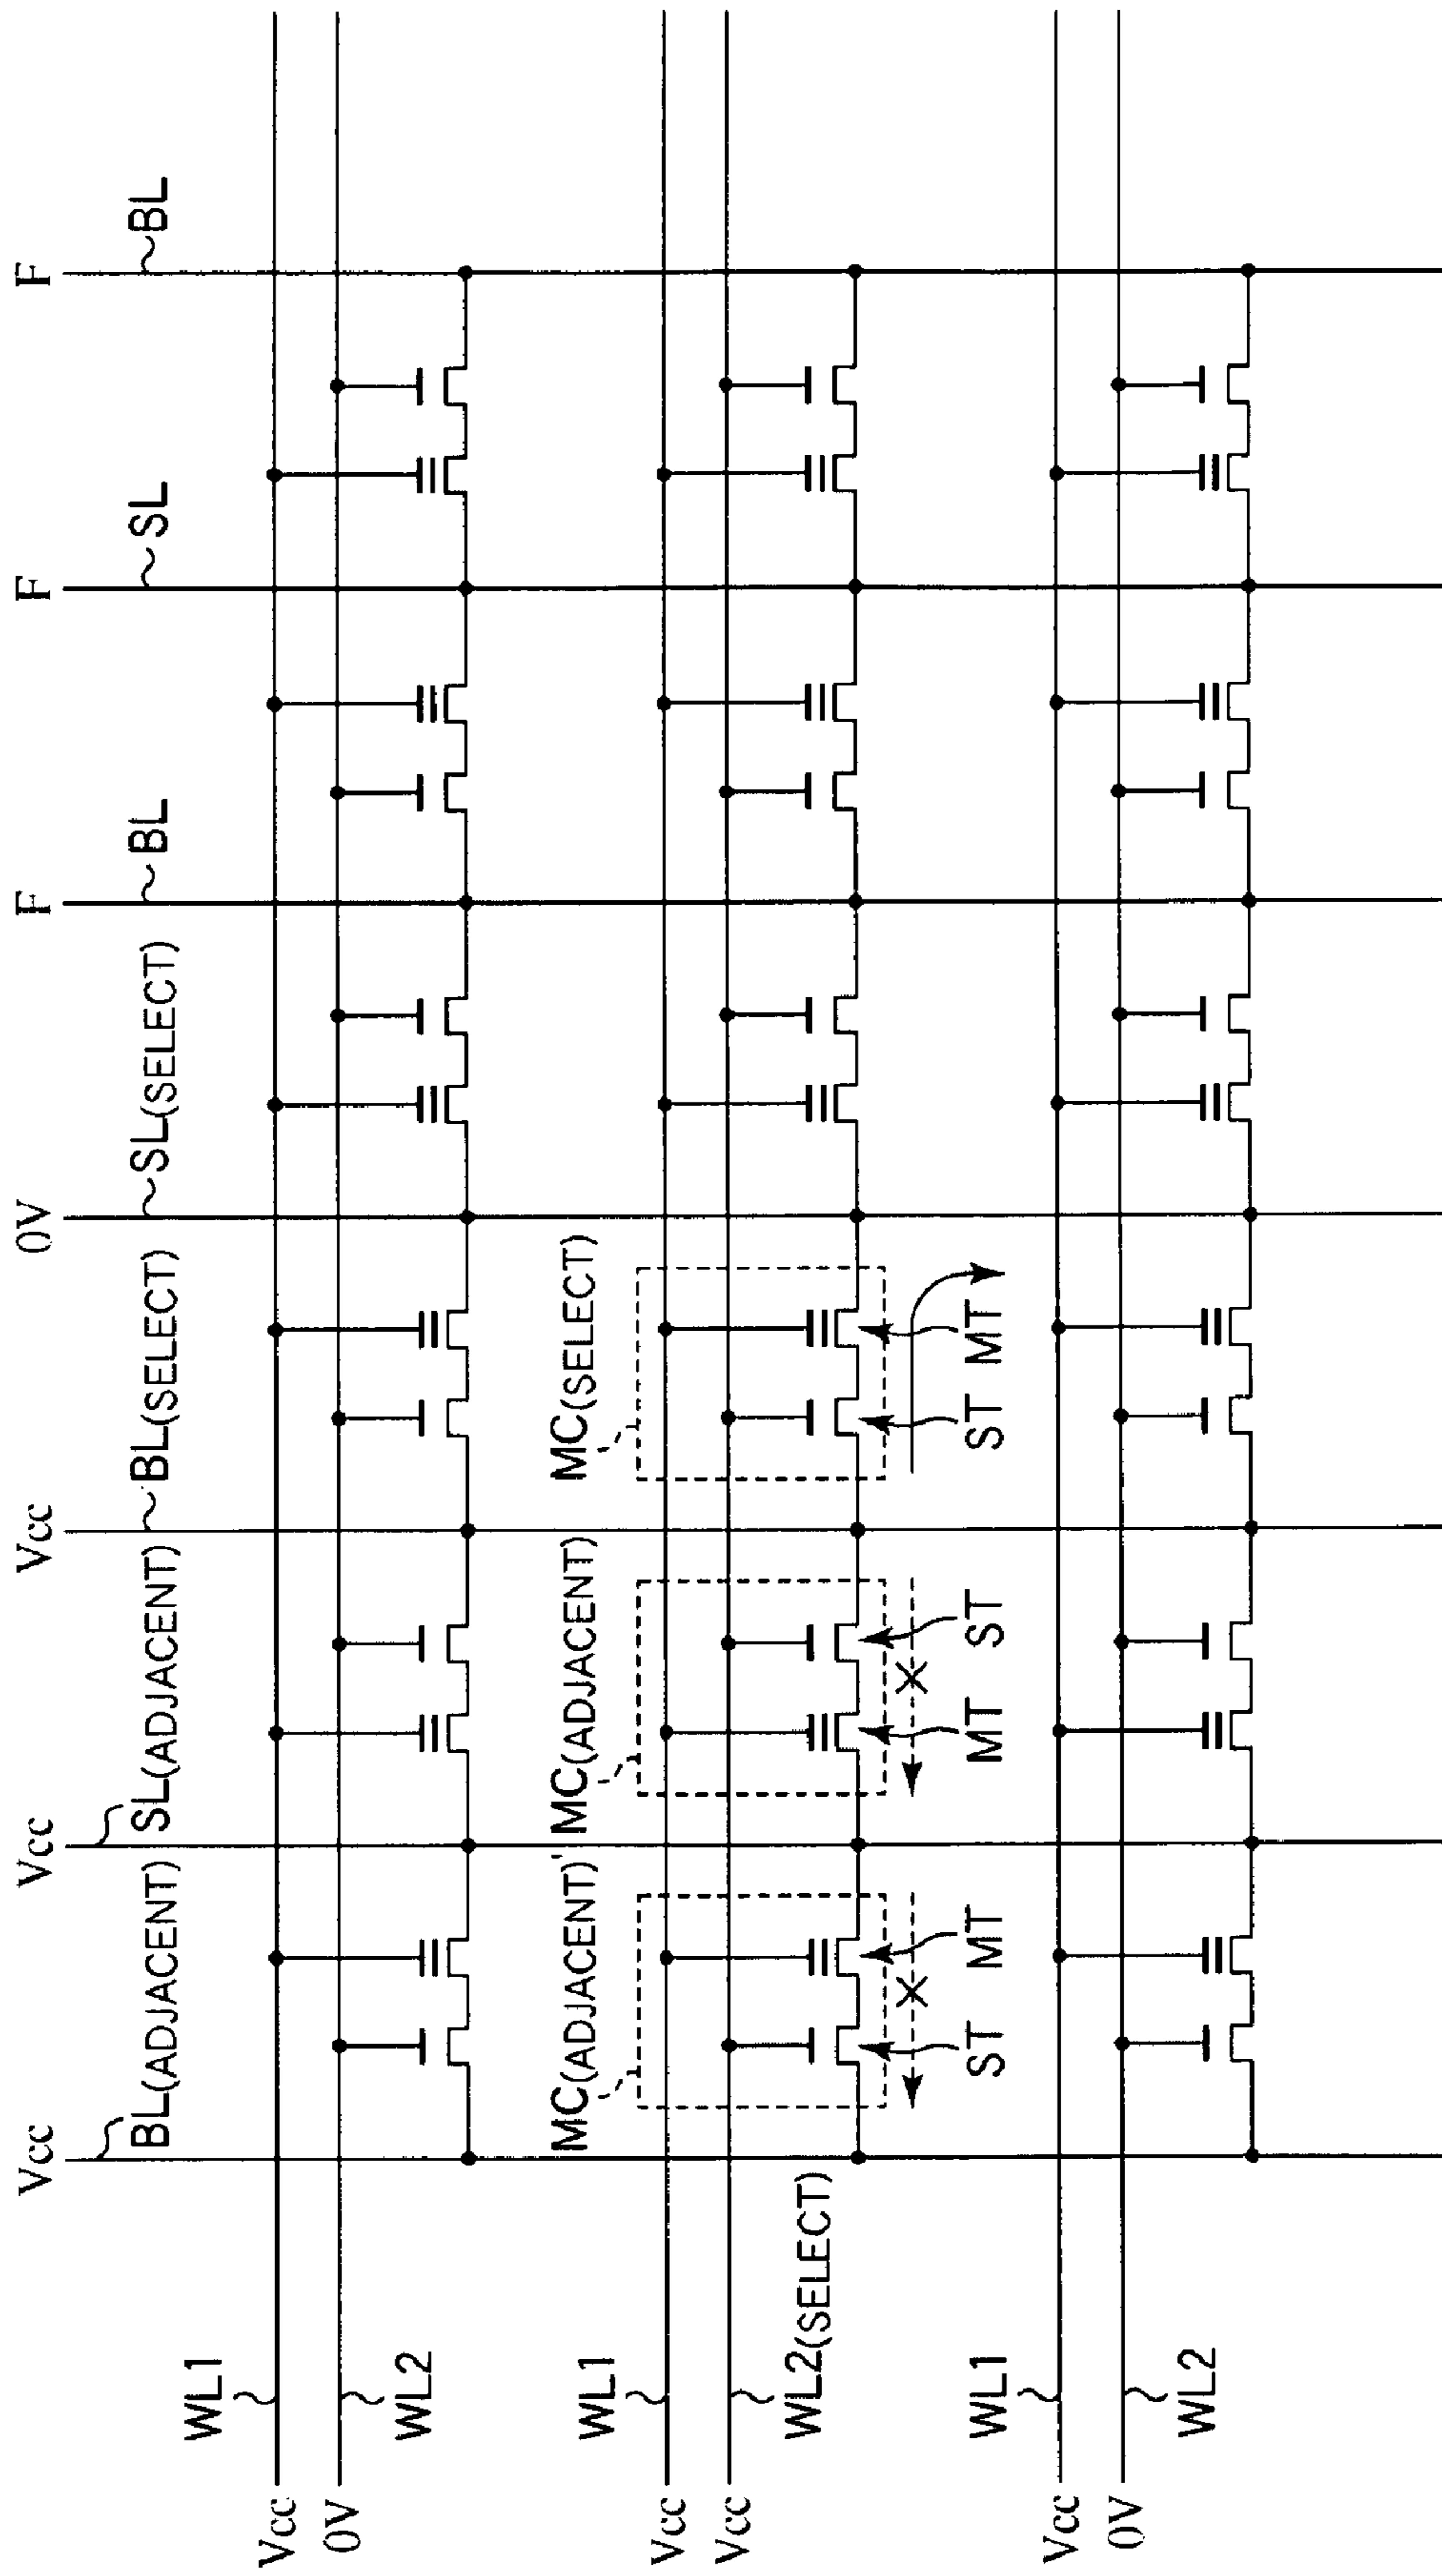 Vcc
Vcc
Vcc
0V
F
F
F
BL(ADJACENT)
SL(ADJACENT)
BL(SELECT)
SL(SELECT)
BL
SL
BL
WL1
Vcc
WL2
0V
MC(ADJACENT)'
MC(ADJACENT)
MC(SELECT)
WL1
Vcc
Vcc
WL2(SELECT)
ST
MT
MT
ST
ST
MT
WL1
Vcc
WL2
0V